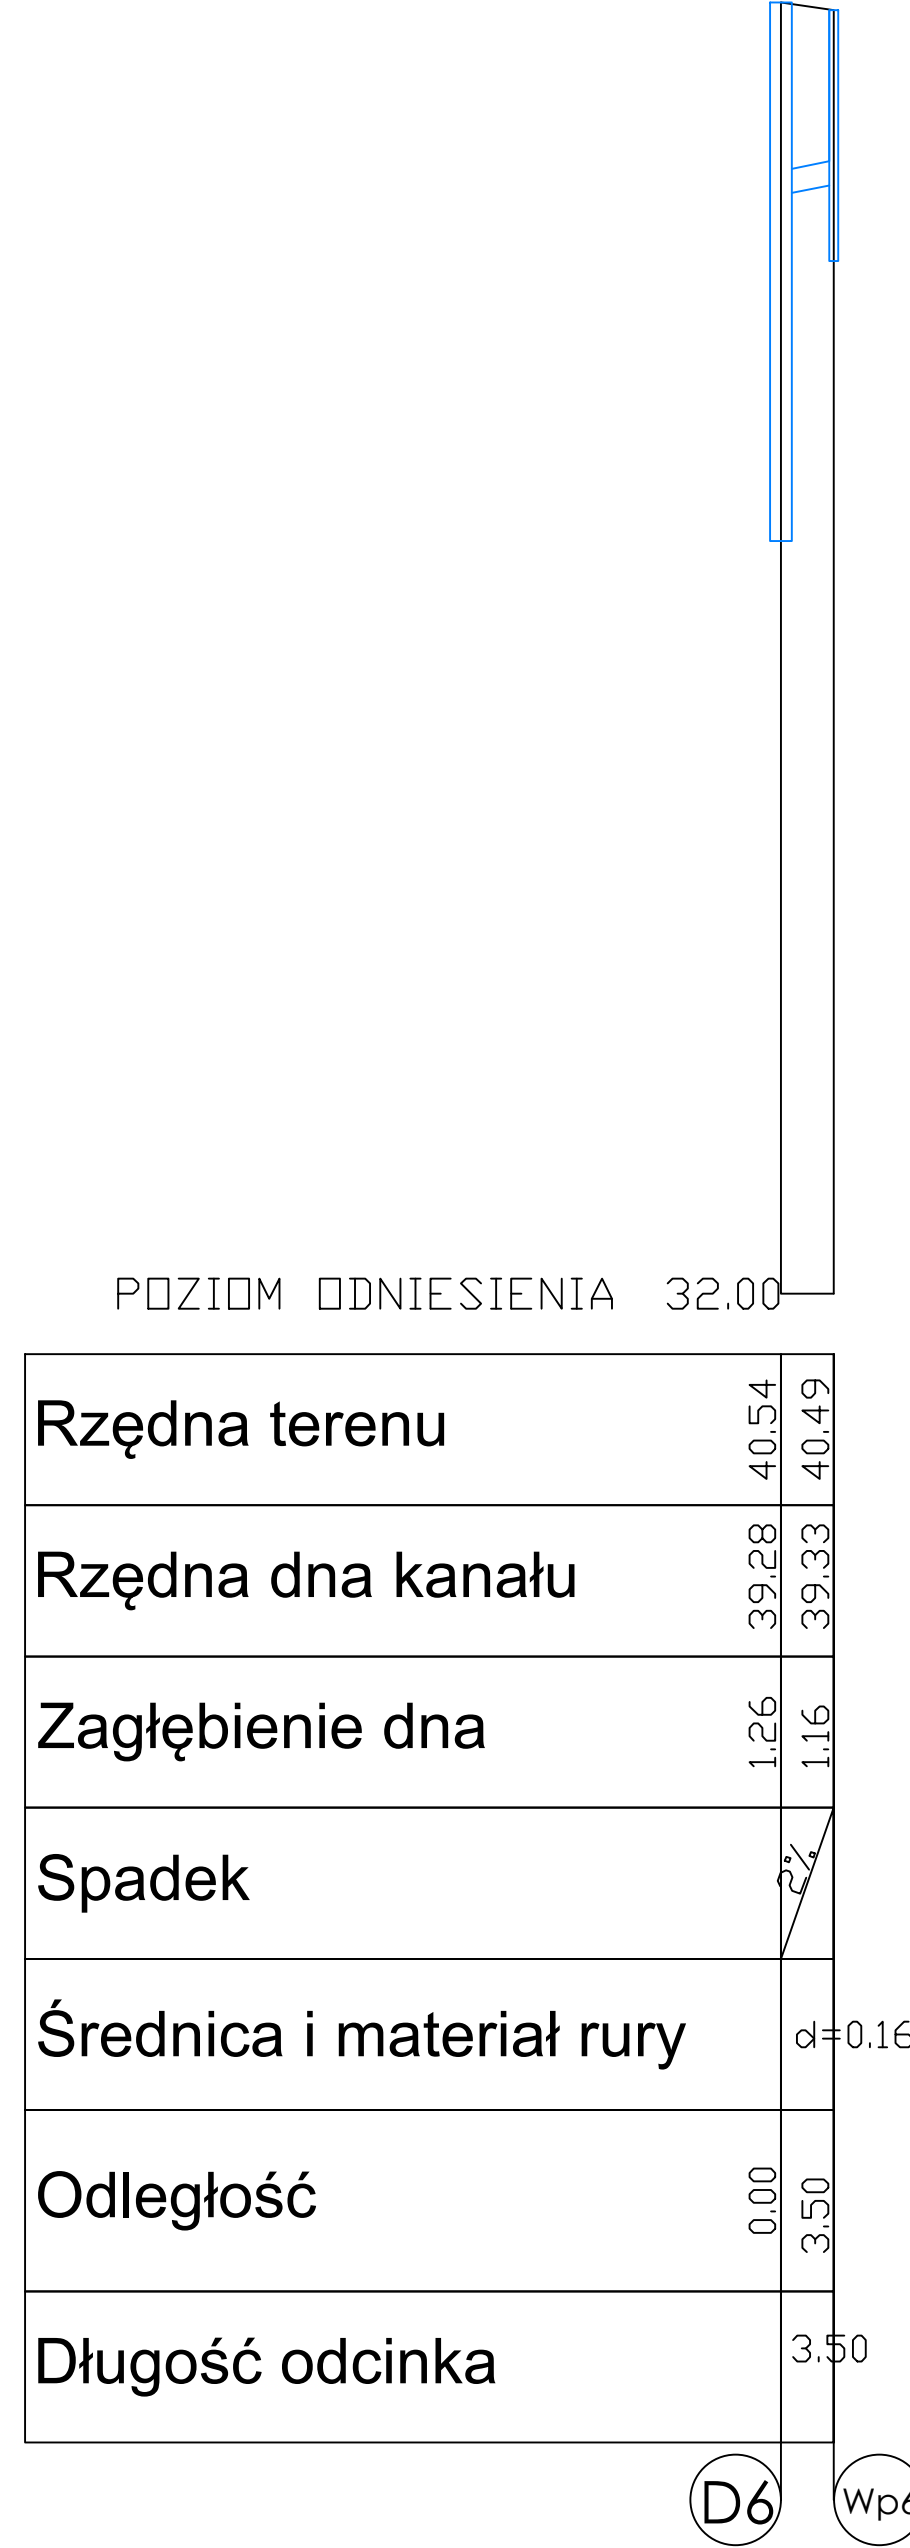 POZIOM ODNIESIENIA 32.00
Rzędna terenu 40.54 40.49
Rzędna dna kanału 39.28 39.33
Zagłębienie dna 1.26 1.16
Spadek 2%
Średnica i materiał rury d=0.16
Odległość 0.00 3.50
Długość odcinka 3.50
D6 Wp6